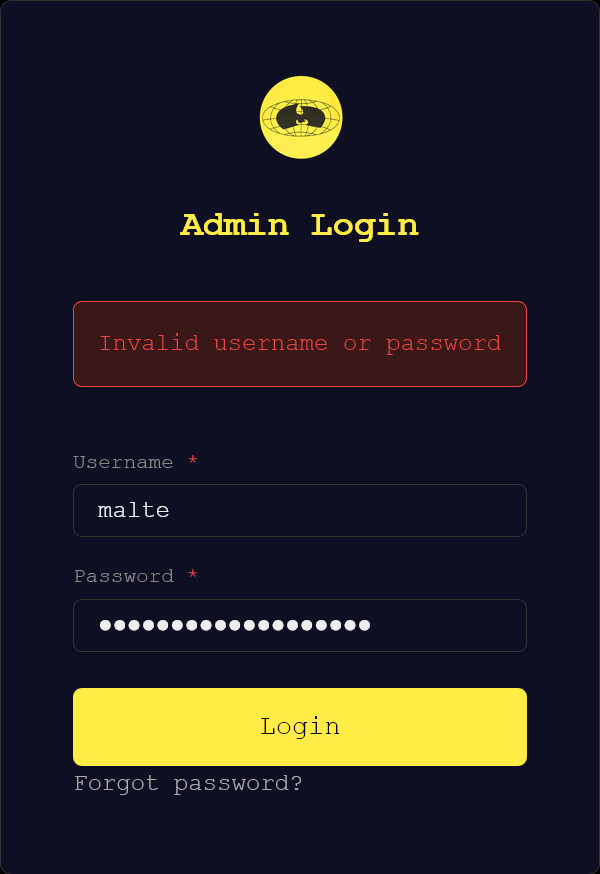 Admin Login
Invalid username or password
Username *
malte
Password *
•••••••••••••••••••
Login
Forgot password?